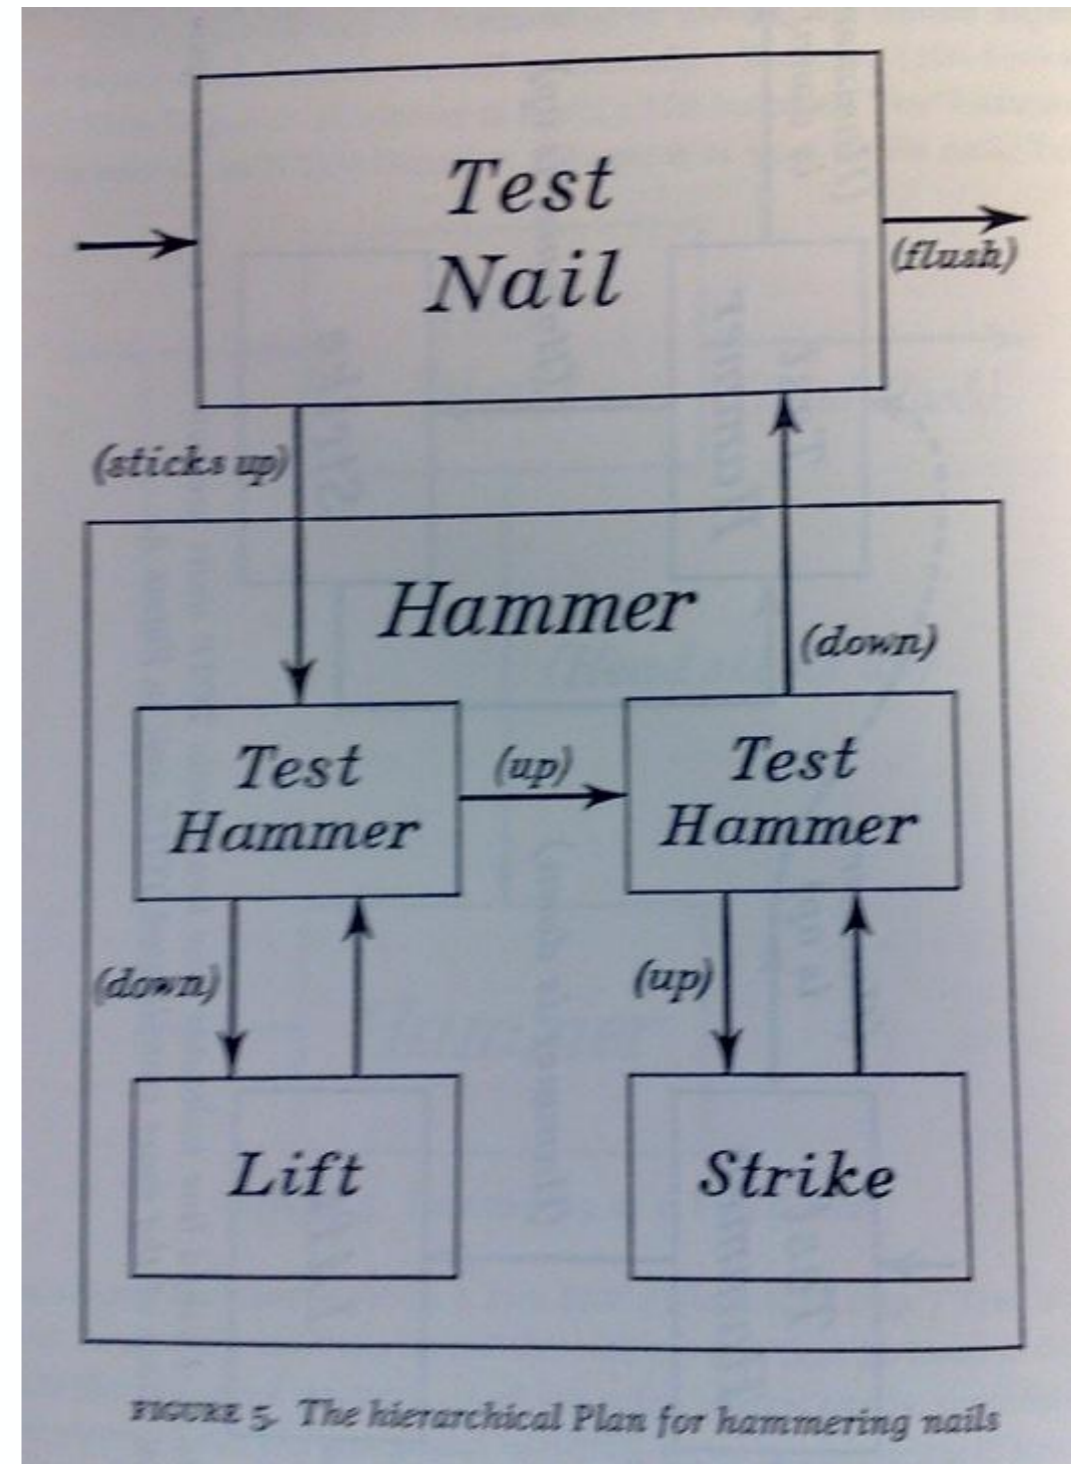 Test
Nail
(flush)
(sticks up)
Hammer
(down)
Test
Hammer
(up)
Test
Hammer
(down)
(up)
Lift
Strike
FIGURE 5. The hierarchical Plan for hammering nails